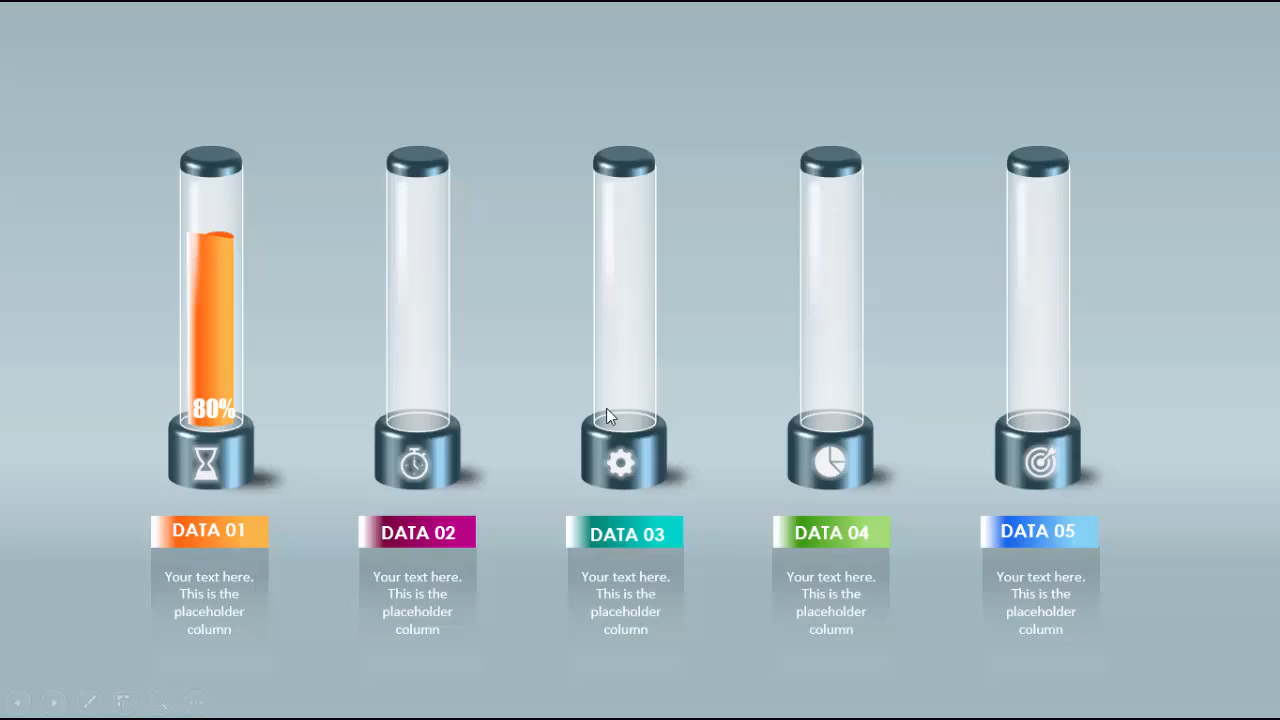 80%
DATA 01
DATA 02
DATA 03
DATA 04
DATA 05
Your text here.
This is the
placeholder
column
Your text here.
This is the
placeholder
column
Your text here.
This is the
placeholder
column
Your text here.
This is the
placeholder
column
Your text here.
This is the
placeholder
column